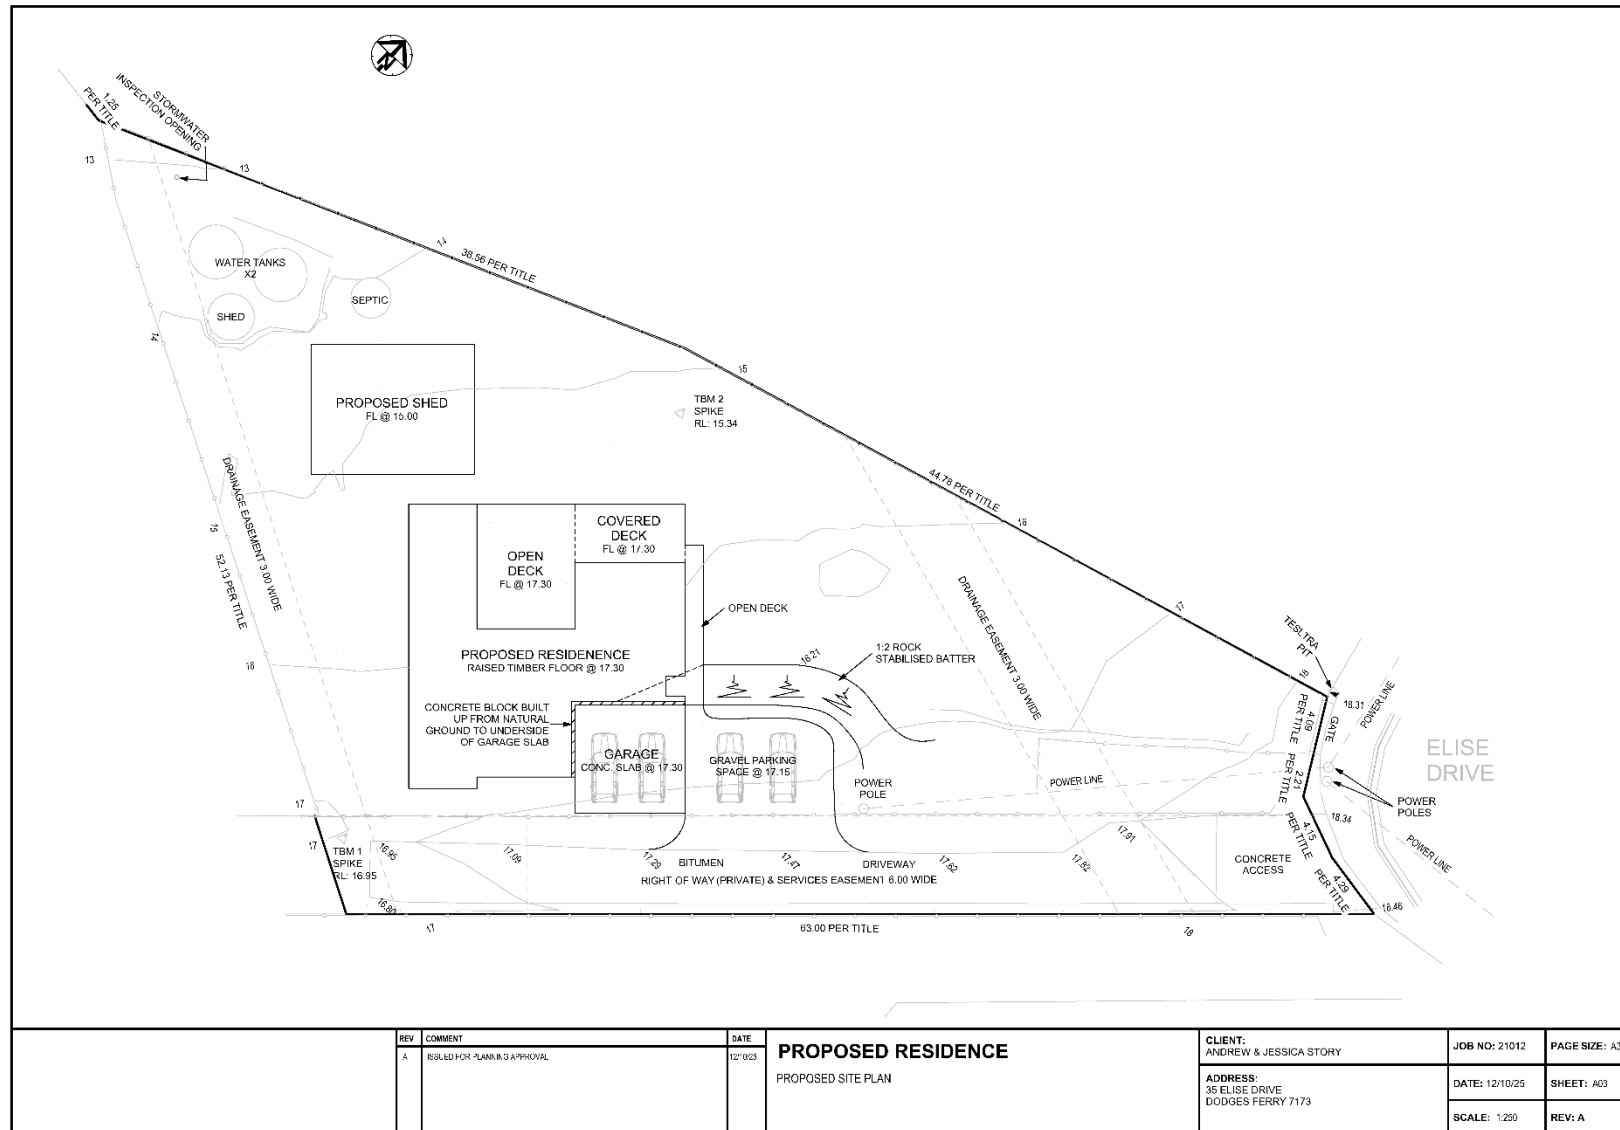 N
1.25
PER TITLE
STORMWATER
INSPECTION OPENING
13
13
14
38.56 PER TITLE
WATER TANKS
X2
SEPTIC
SHED
14
15
PROPOSED SHED
FL @ 15.00
TBM 2
SPIKE
RL: 15.34
44.78 PER TITLE
DRAINAGE EASEMENT 3.00 WIDE
15
52.13 PER TITLE
16
COVERED
DECK
FL @ 17.30
OPEN
DECK
FL @ 17.30
DRAINAGE EASEMENT 3.00 WIDE
17
OPEN DECK
TESLTRA
PIT
1:2 ROCK
STABILISED BATTER
16.21
PROPOSED RESIDENENCE
RAISED TIMBER FLOOR @ 17.30
16
18
18.31
POWER LINE
4.09
PER TITLE
GATE
CONCRETE BLOCK BUILT
UP FROM NATURAL
GROUND TO UNDERSIDE
OF GARAGE SLAB
GARAGE
CONC. SLAB @ 17.30
GRAVEL PARKING
SPACE @ 17.15
ELISE
DRIVE
POWER
POLE
POWER LINE
2.21
PER TITLE
POWER
POLES
17
17
TBM 1
SPIKE
RL: 16.95
16.95
17.09
17.29
BITUMEN
17.47
DRIVEWAY
17.62
17.82
17.91
CONCRETE
ACCESS
4.15
PER TITLE
18.34
POWER LINE
RIGHT OF WAY (PRIVATE) & SERVICES EASEMENT 6.00 WIDE
4.29
PER TITLE
16.80
18.46
17
63.00 PER TITLE
18
REV COMMENT DATE
A ISSUED FOR PLANNING APPROVAL 12/10/25
PROPOSED RESIDENCE
PROPOSED SITE PLAN
CLIENT:
ANDREW & JESSICA STORY
ADDRESS:
35 ELISE DRIVE
DODGES FERRY 7173
JOB NO: 21012
PAGE SIZE: A3
DATE: 12/10/25
SHEET: A03
SCALE: 1:250
REV: A